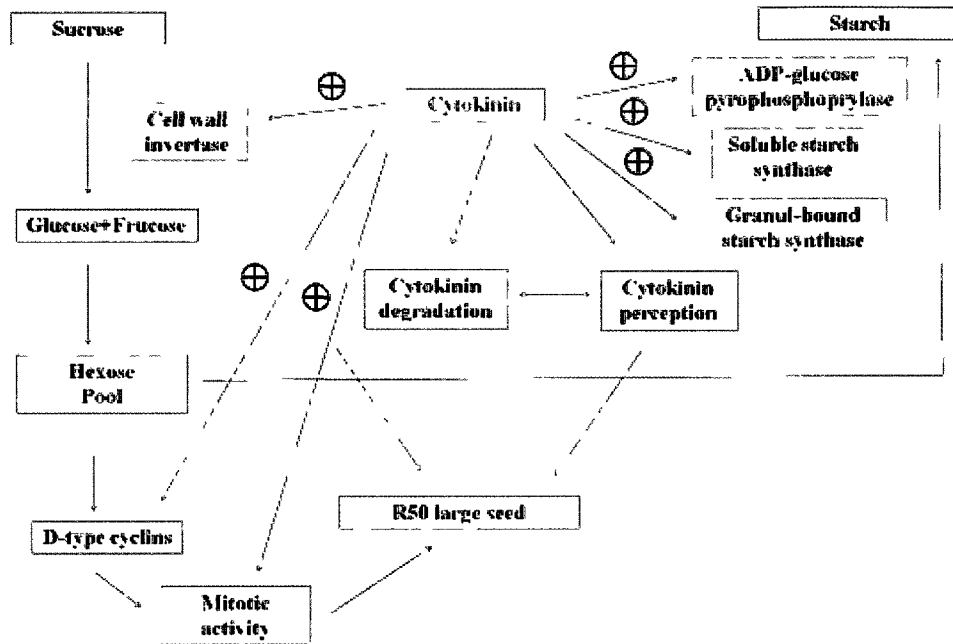 Sucrose
Starch
Cell wall
invertase
Cytokinin
ADP-glucose
pyrophosphoprylase
Soluble starch
synthase
Granul-bound
starch synthase
Glucose+Frucose
Cytokinin
degradation
Cytokinin
perception
Hexose
Pool
R50 large seed
D-type cyclins
Mitotic
activity